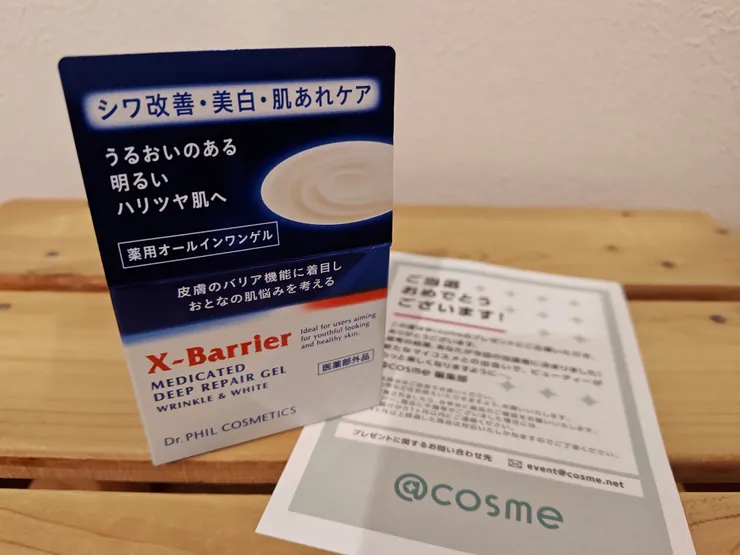 シワ改善・美白・肌あれケア
うるおいのある
明るい
ハリツヤ肌へ
薬用オールインワンゲル
皮膚のバリア機能に着目し
おとなの肌悩みを考える
X-Barrier
Ideal for users aiming
for youthful looking
and healthy skin.
MEDICATED
DEEP REPAIR GEL
WRINKLE & WHITE
医薬部外品
Dr.PHIL COSMETICS
ご当選
おめでとう
ございます!
@cosme 編集部
プレゼントに関するお問い合わせ先
event@cosme.net
@cosme